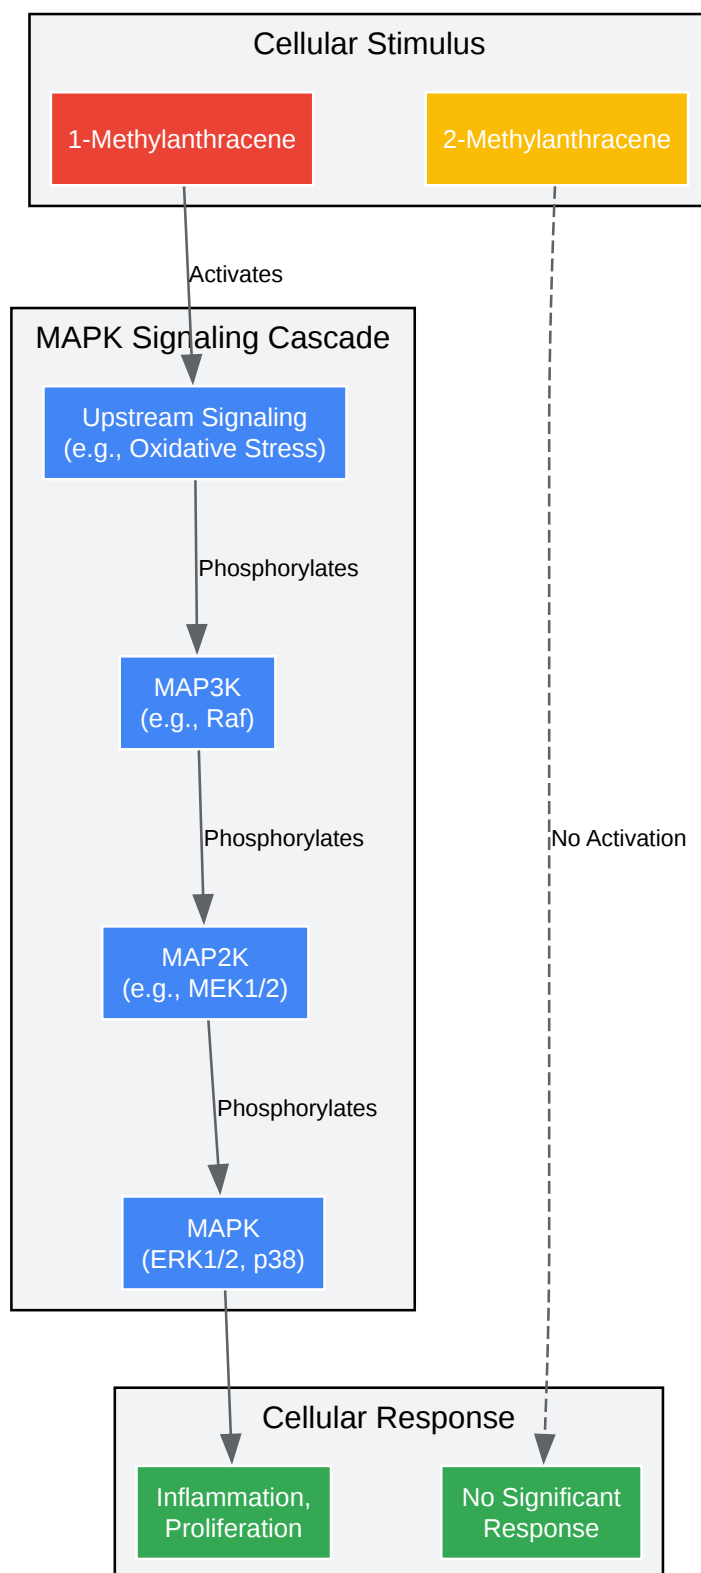 Cellular Stimulus
1-Methylanthracene
2-Methylanthracene
Activates
MAPK Signaling Cascade
Upstream Signaling
(e.g., Oxidative Stress)
Phosphorylates
MAP3K
(e.g., Raf)
Phosphorylates
No Activation
MAP2K
(e.g., MEK1/2)
Phosphorylates
MAPK
(ERK1/2, p38)
Cellular Response
Inflammation,
Proliferation
No Significant
Response